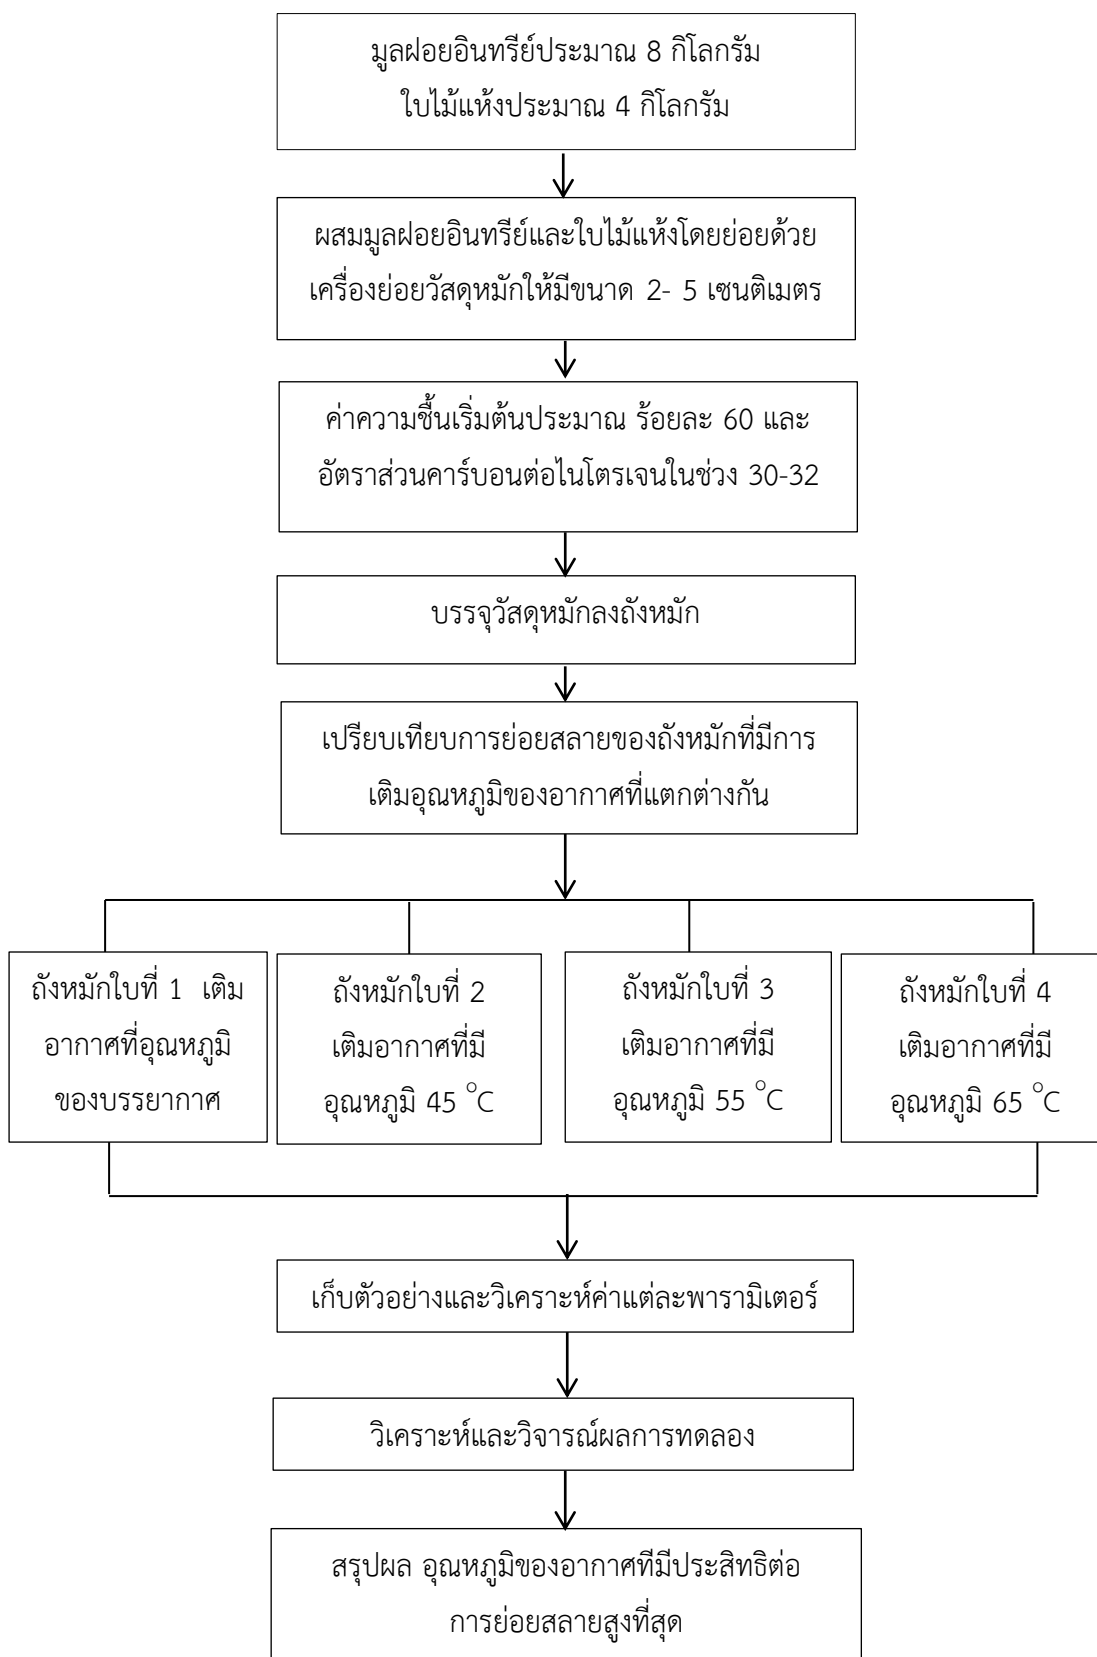 มูลฝอยอินทรีย์ประมาณ 8 กิโลกรัม
ใบไม้แห้งประมาณ 4 กิโลกรัม
ผสมมูลฝอยอินทรีย์และใบไม้แห้งโดยย่อยด้วย
เครื่องย่อยวัสดุหมักให้มีขนาด 2- 5 เซนติเมตร
ค่าความชื้นเริ่มต้นประมาณ ร้อยละ 60 และ
อัตราส่วนคาร์บอนต่อไนโตรเจนในช่วง 30-32
บรรจุวัสดุหมักลงถังหมัก
เปรียบเทียบการย่อยสลายของถังหมักที่มีการ
เติมอุณหภูมิของอากาศที่แตกต่างกัน
ถังหมักใบที่ 1 เติม
อากาศที่อุณหภูมิ
ของบรรยากาศ
ถังหมักใบที่ 2
เติมอากาศที่มี
อุณหภูมิ 45 °C
ถังหมักใบที่ 3
เติมอากาศที่มี
อุณหภูมิ 55 °C
ถังหมักใบที่ 4
เติมอากาศที่มี
อุณหภูมิ 65 °C
เก็บตัวอย่างและวิเคราะห์ค่าแต่ละพารามิเตอร์
วิเคราะห์และวิจารณ์ผลการทดลอง
สรุปผล อุณหภูมิของอากาศทีมีประสิทธิต่อ
การย่อยสลายสูงที่สุด